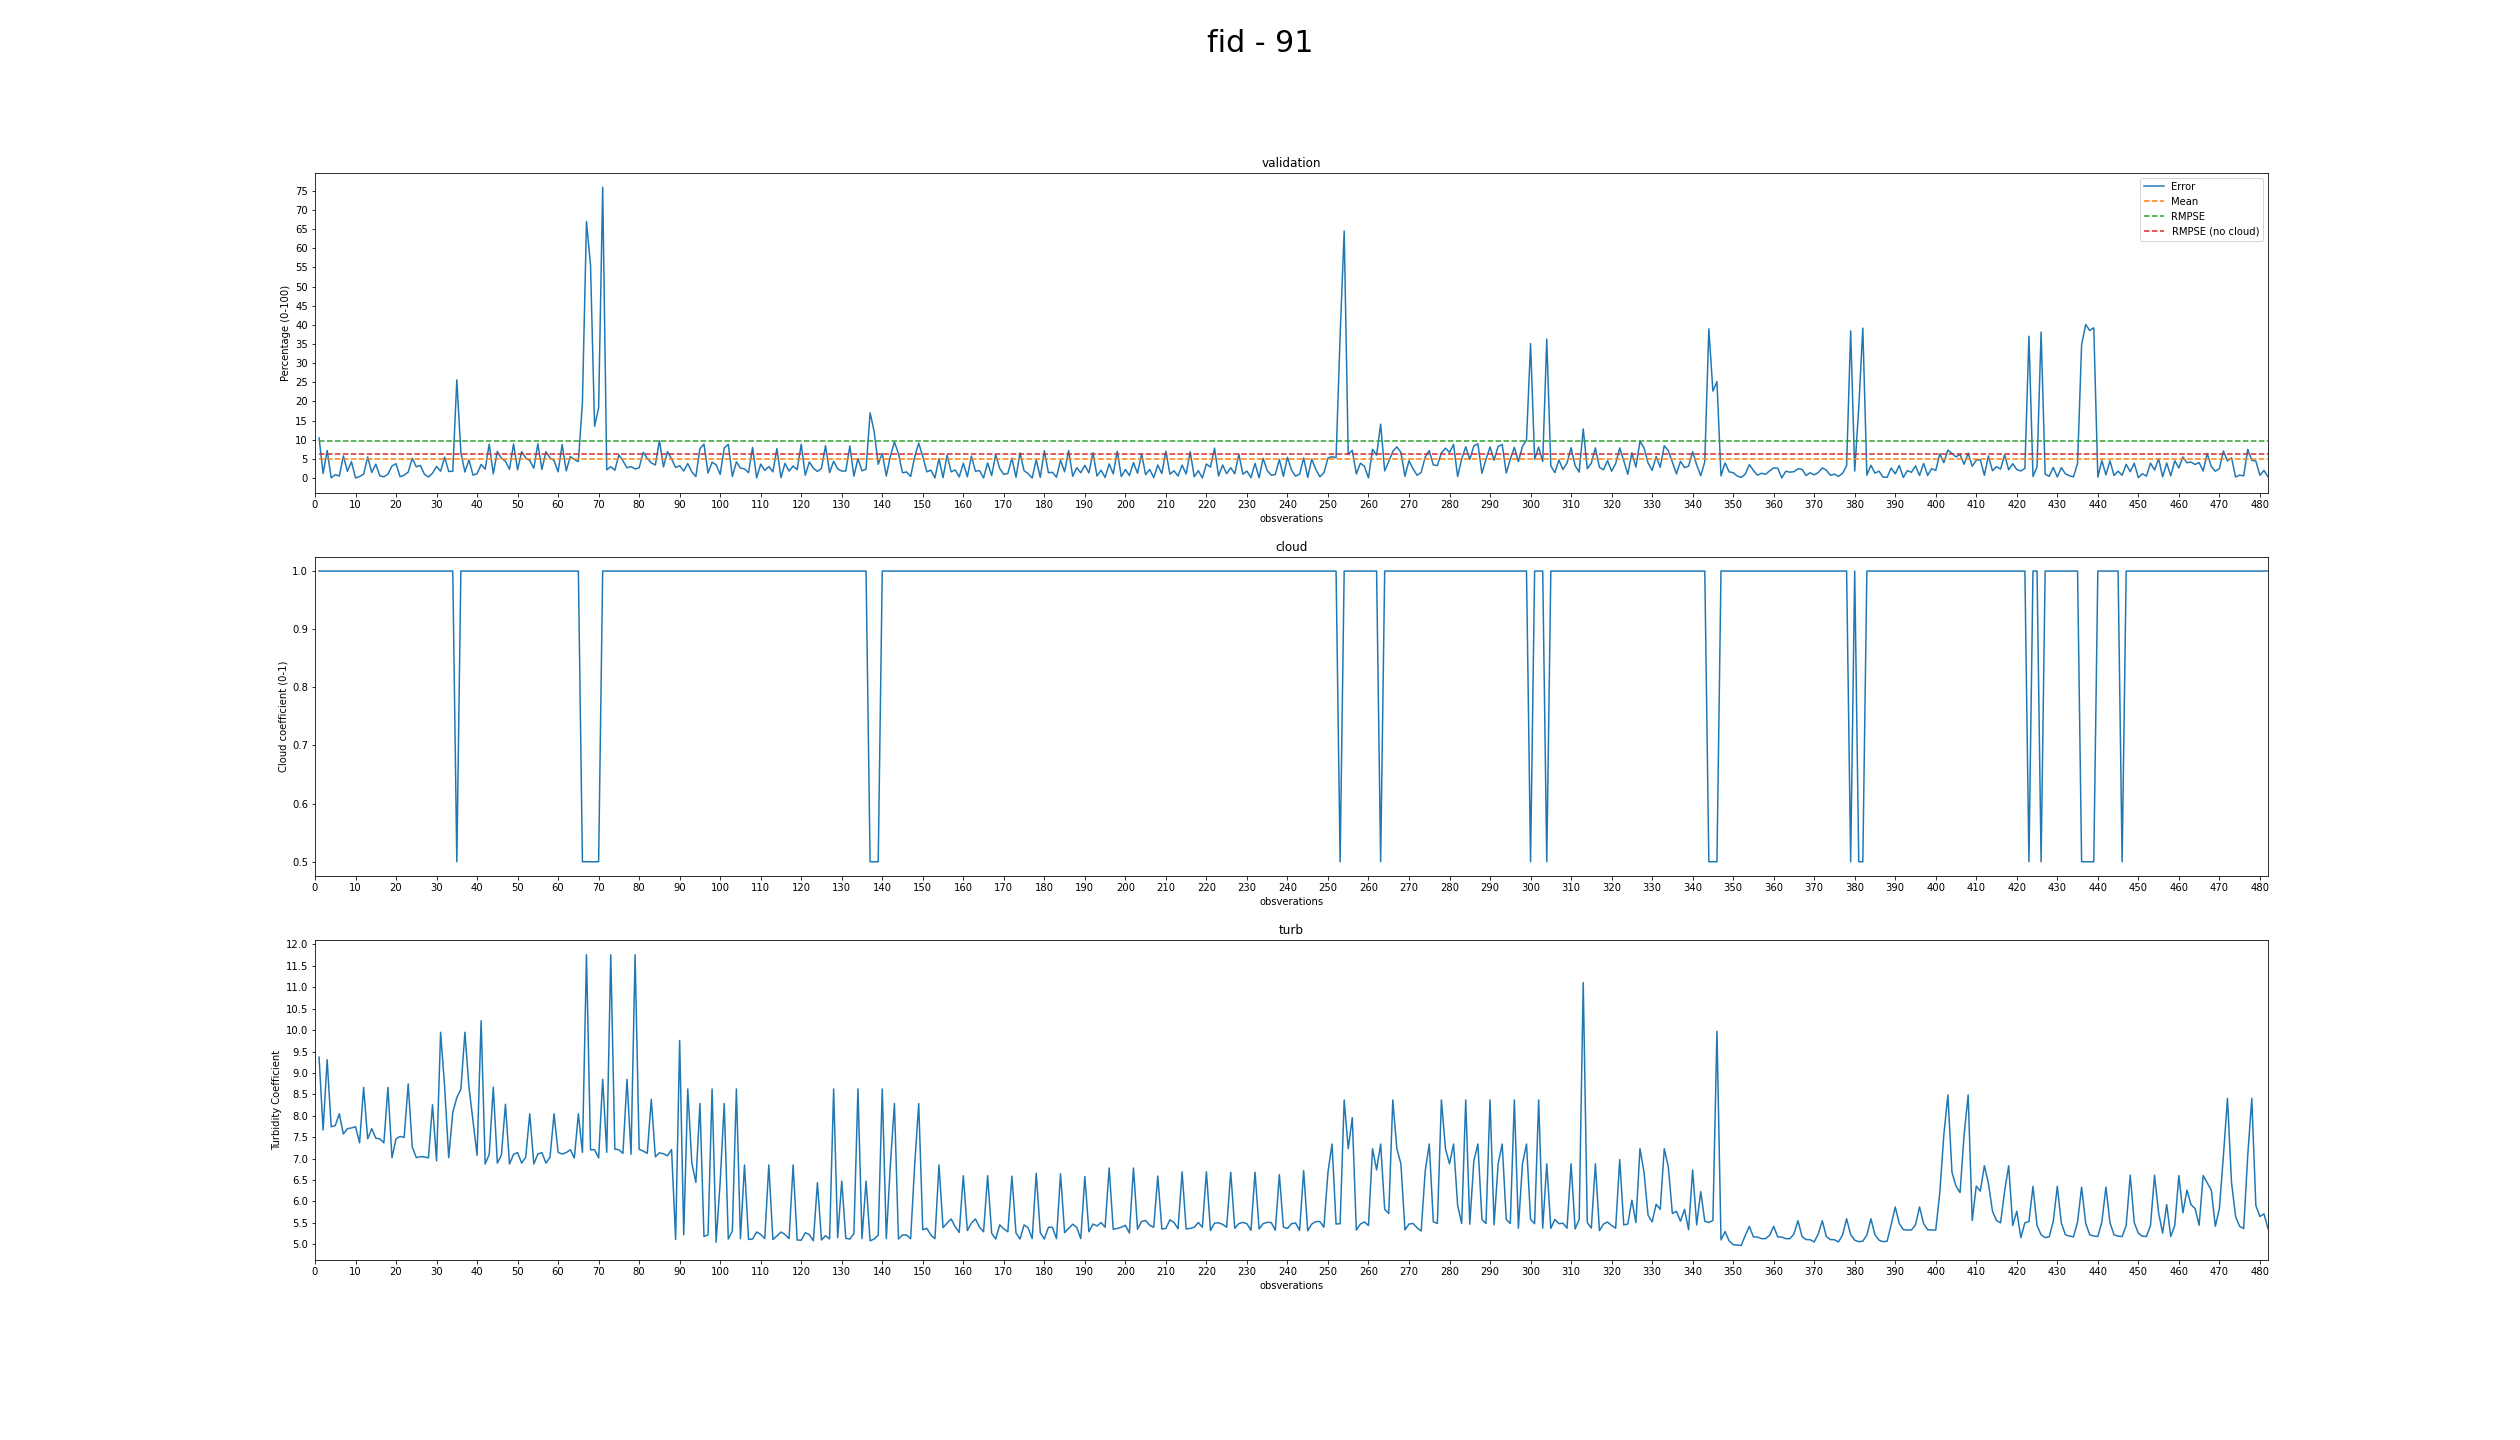 fid - 91
validation
Percentage (0-100)
75
70
65
60
55
50
45
40
35
30
25
20
15
10
5
0
Error
Mean
RMPSE
RMPSE (no cloud)
0 10 20 30 40 50 60 70 80 90 100 110 120 130 140 150 160 170 180 190 200 210 220 230 240 250 260 270 280 290 300 310 320 330 340 350 360 370 380 390 400 410 420 430 440 450 460 470 480
obsverations
cloud
Cloud coefficient (0-1)
1.0
0.9
0.8
0.7
0.6
0.5
0 10 20 30 40 50 60 70 80 90 100 110 120 130 140 150 160 170 180 190 200 210 220 230 240 250 260 270 280 290 300 310 320 330 340 350 360 370 380 390 400 410 420 430 440 450 460 470 480
obsverations
turb
Turbidity Coefficient
12.0
11.5
11.0
10.5
10.0
9.5
9.0
8.5
8.0
7.5
7.0
6.5
6.0
5.5
5.0
0 10 20 30 40 50 60 70 80 90 100 110 120 130 140 150 160 170 180 190 200 210 220 230 240 250 260 270 280 290 300 310 320 330 340 350 360 370 380 390 400 410 420 430 440 450 460 470 480
obsverations